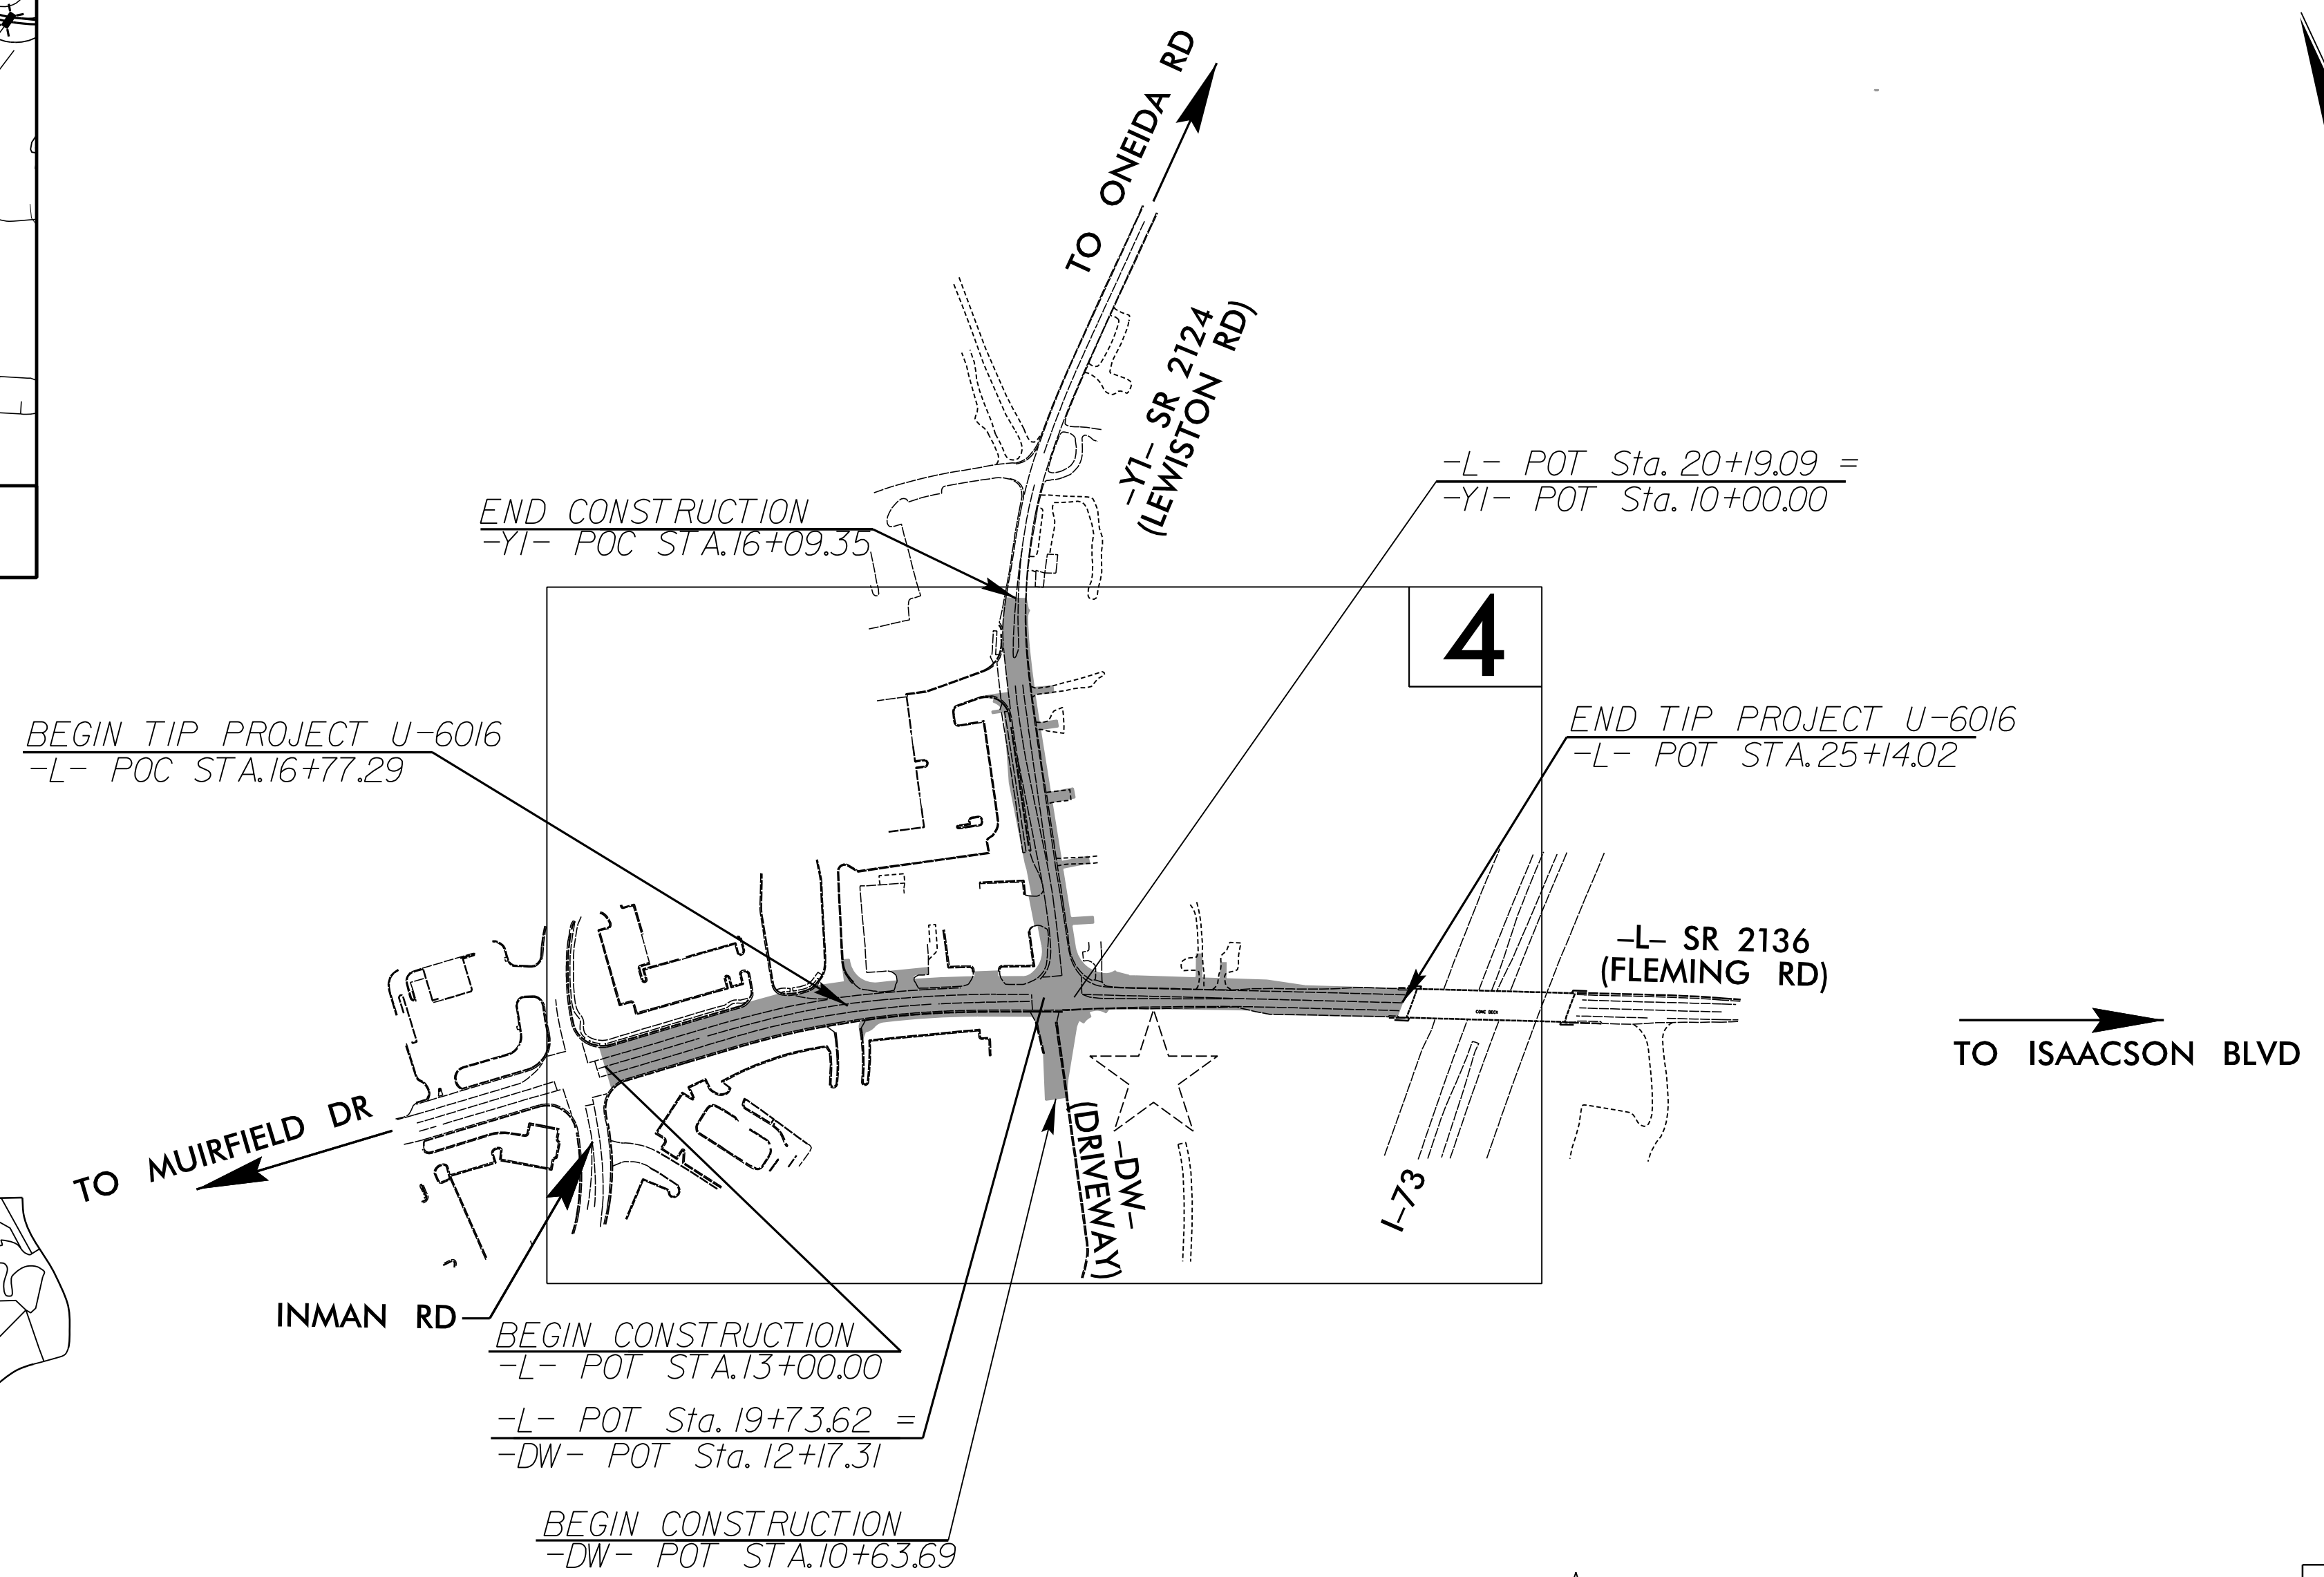 TO ONEIDA RD
-Y1- SR 2124
(LEWISTON RD)
-L- POT Sta. 20+19.09 =
-Y1- POT Sta. 10+00.00
END CONSTRUCTION
-Y1- POC STA. 16+09.35
4
BEGIN TIP PROJECT U-6016
-L- POC STA. 16+77.29
END TIP PROJECT U-6016
-L- POT STA. 25+14.02
-L- SR 2136
(FLEMING RD)
TO ISAACSON BLVD
TO MUIRFIELD DR
-DW-
(DRIVEWAY)
I-73
INMAN RD
BEGIN CONSTRUCTION
-L- POT STA. 13+00.00
-L- POT Sta. 19+73.62 =
-DW- POT Sta. 12+17.31
BEGIN CONSTRUCTION
-DW- POT STA. 10+63.69